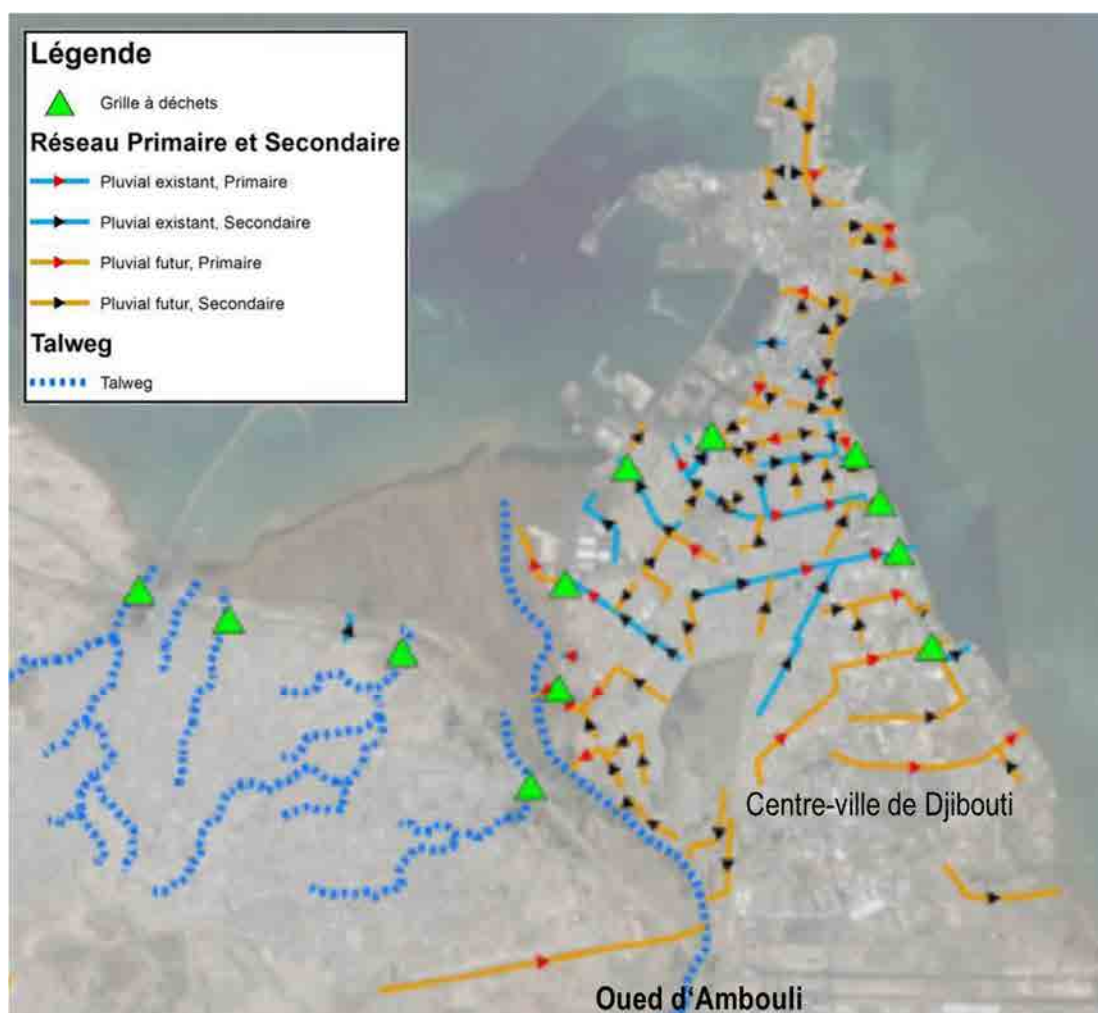 Légende
Grille à déchets
Réseau Primaire et Secondaire
Pluvial existant, Primaire
Pluvial existant, Secondaire
Pluvial futur, Primaire
Pluvial futur, Secondaire
Talweg
Talweg
Centre-ville de Djibouti
Oued d'Ambouli